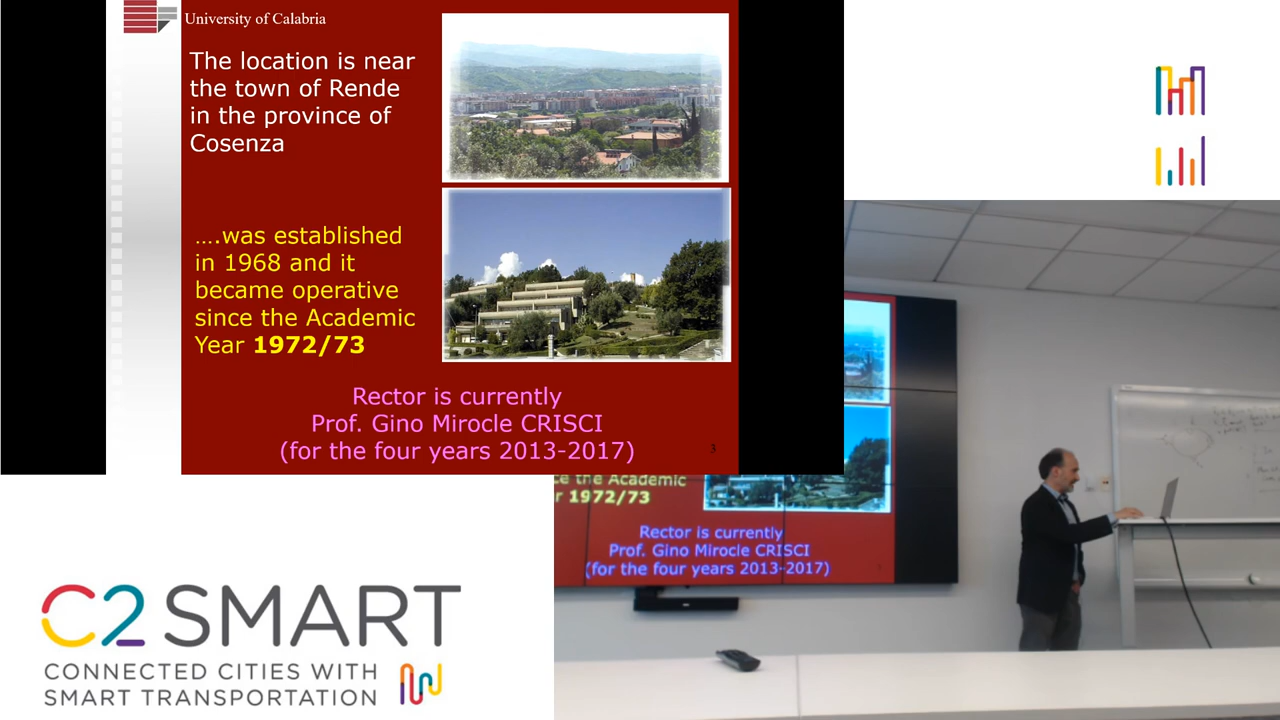 University of Calabria
The location is near
the town of Rende
in the province of
Cosenza
….was established
in 1968 and it
became operative
since the Academic
Year 1972/73
Rector is currently
Prof. Gino Mirocle CRISCI
(for the four years 2013-2017)
3
ce the Academic
r 1972/73
Rector is currently
Prof. Gino Mirocle CRISCI
(for the four years 2013-2017)
C2 SMART
CONNECTED CITIES WITH
SMART TRANSPORTATION